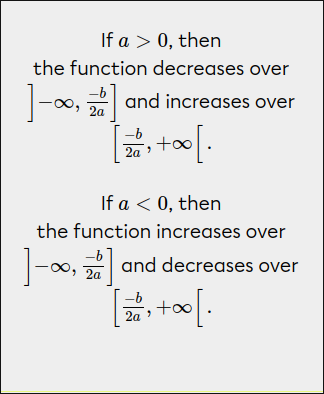 If a > 0, then
the function decreases over
]−∞, −b/2a] and increases over
[−b/2a, +∞[ .
If a < 0, then
the function increases over
]−∞, −b/2a] and decreases over
[−b/2a, +∞[ .